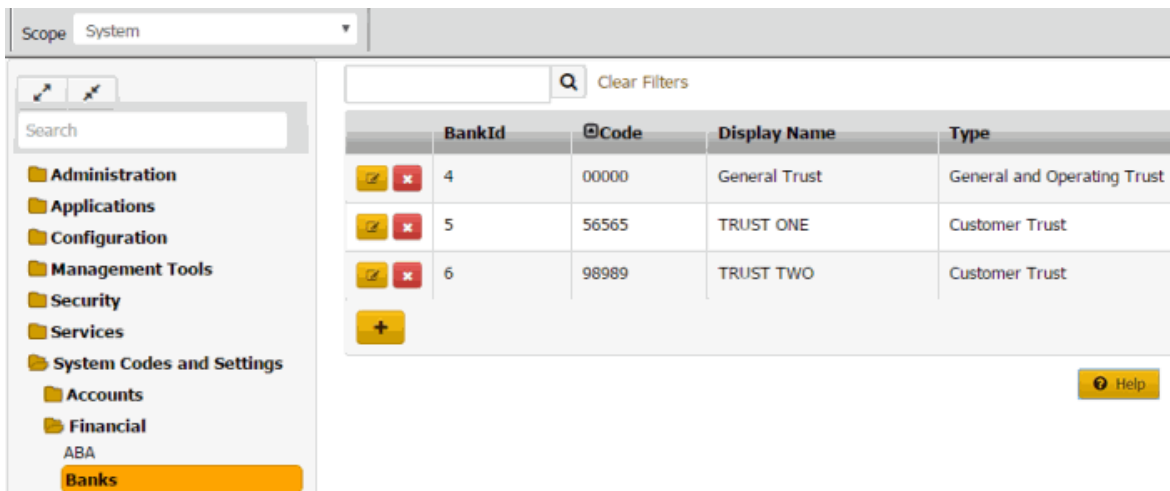 Scope System
Clear Filters
Search
BankId Code Display Name Type
4 00000 General Trust General and Operating Trust
5 56565 TRUST ONE Customer Trust
6 98989 TRUST TWO Customer Trust
+
Help
Administration
Applications
Configuration
Management Tools
Security
Services
System Codes and Settings
Accounts
Financial
ABA
Banks